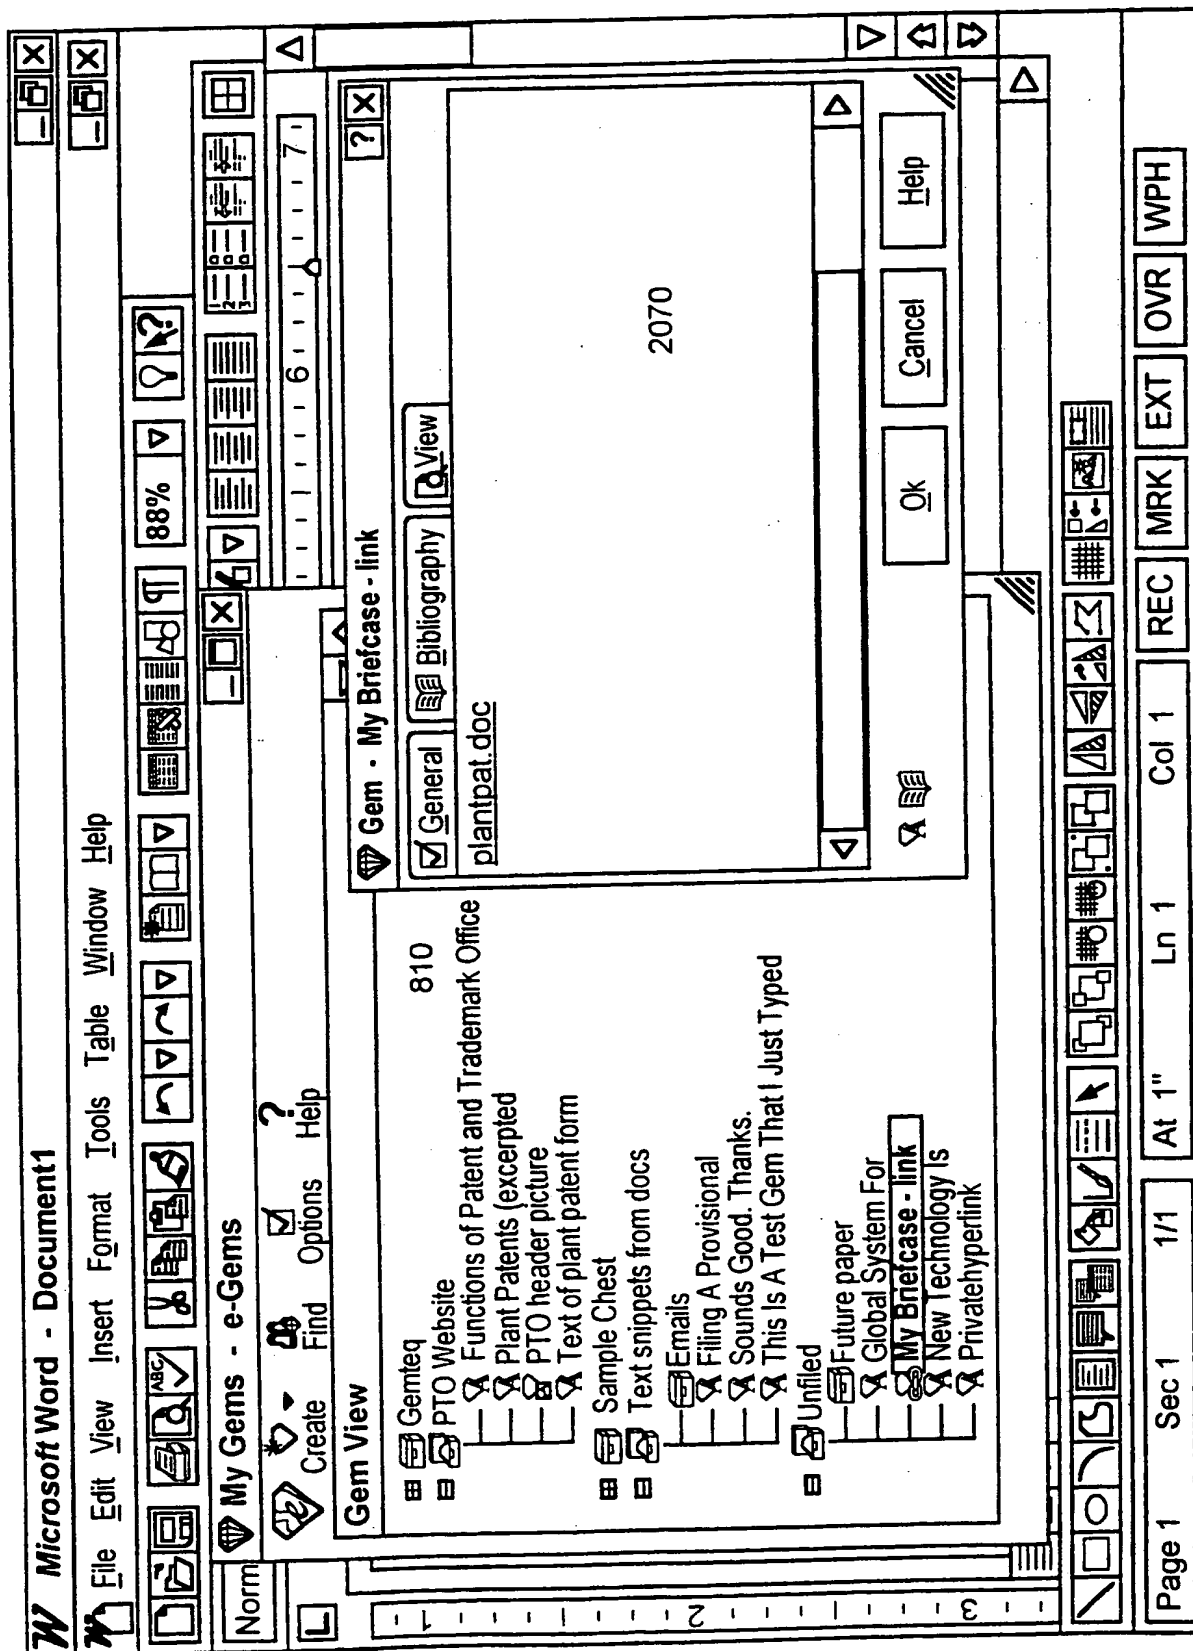 W Microsoft Word - Document1
File Edit View Insert Format Tools Table Window Help
ABC
88%
Norm
My Gems - e-Gems
Create Find Options Help
Gem View
810
Gemteq
PTO Website
Functions of Patent and Trademark Office
Plant Patents (excerpted
PTO header picture
Text of plant patent form
Sample Chest
Text snippets from docs
Emails
Filing A Provisional
Sounds Good. Thanks.
This Is A Test Gem That I Just Typed
Unfiled
Future paper
Global System For
My Briefcase - link
New Technology Is
Privatehyperlink
6 7
Gem - My Briefcase - link
General Bibliography View
plantpat.doc
2070
Ok Cancel Help
1
2
3
Page 1 Sec 1 1/1 At 1" Ln 1 Col 1 REC MRK EXT OVR WPH